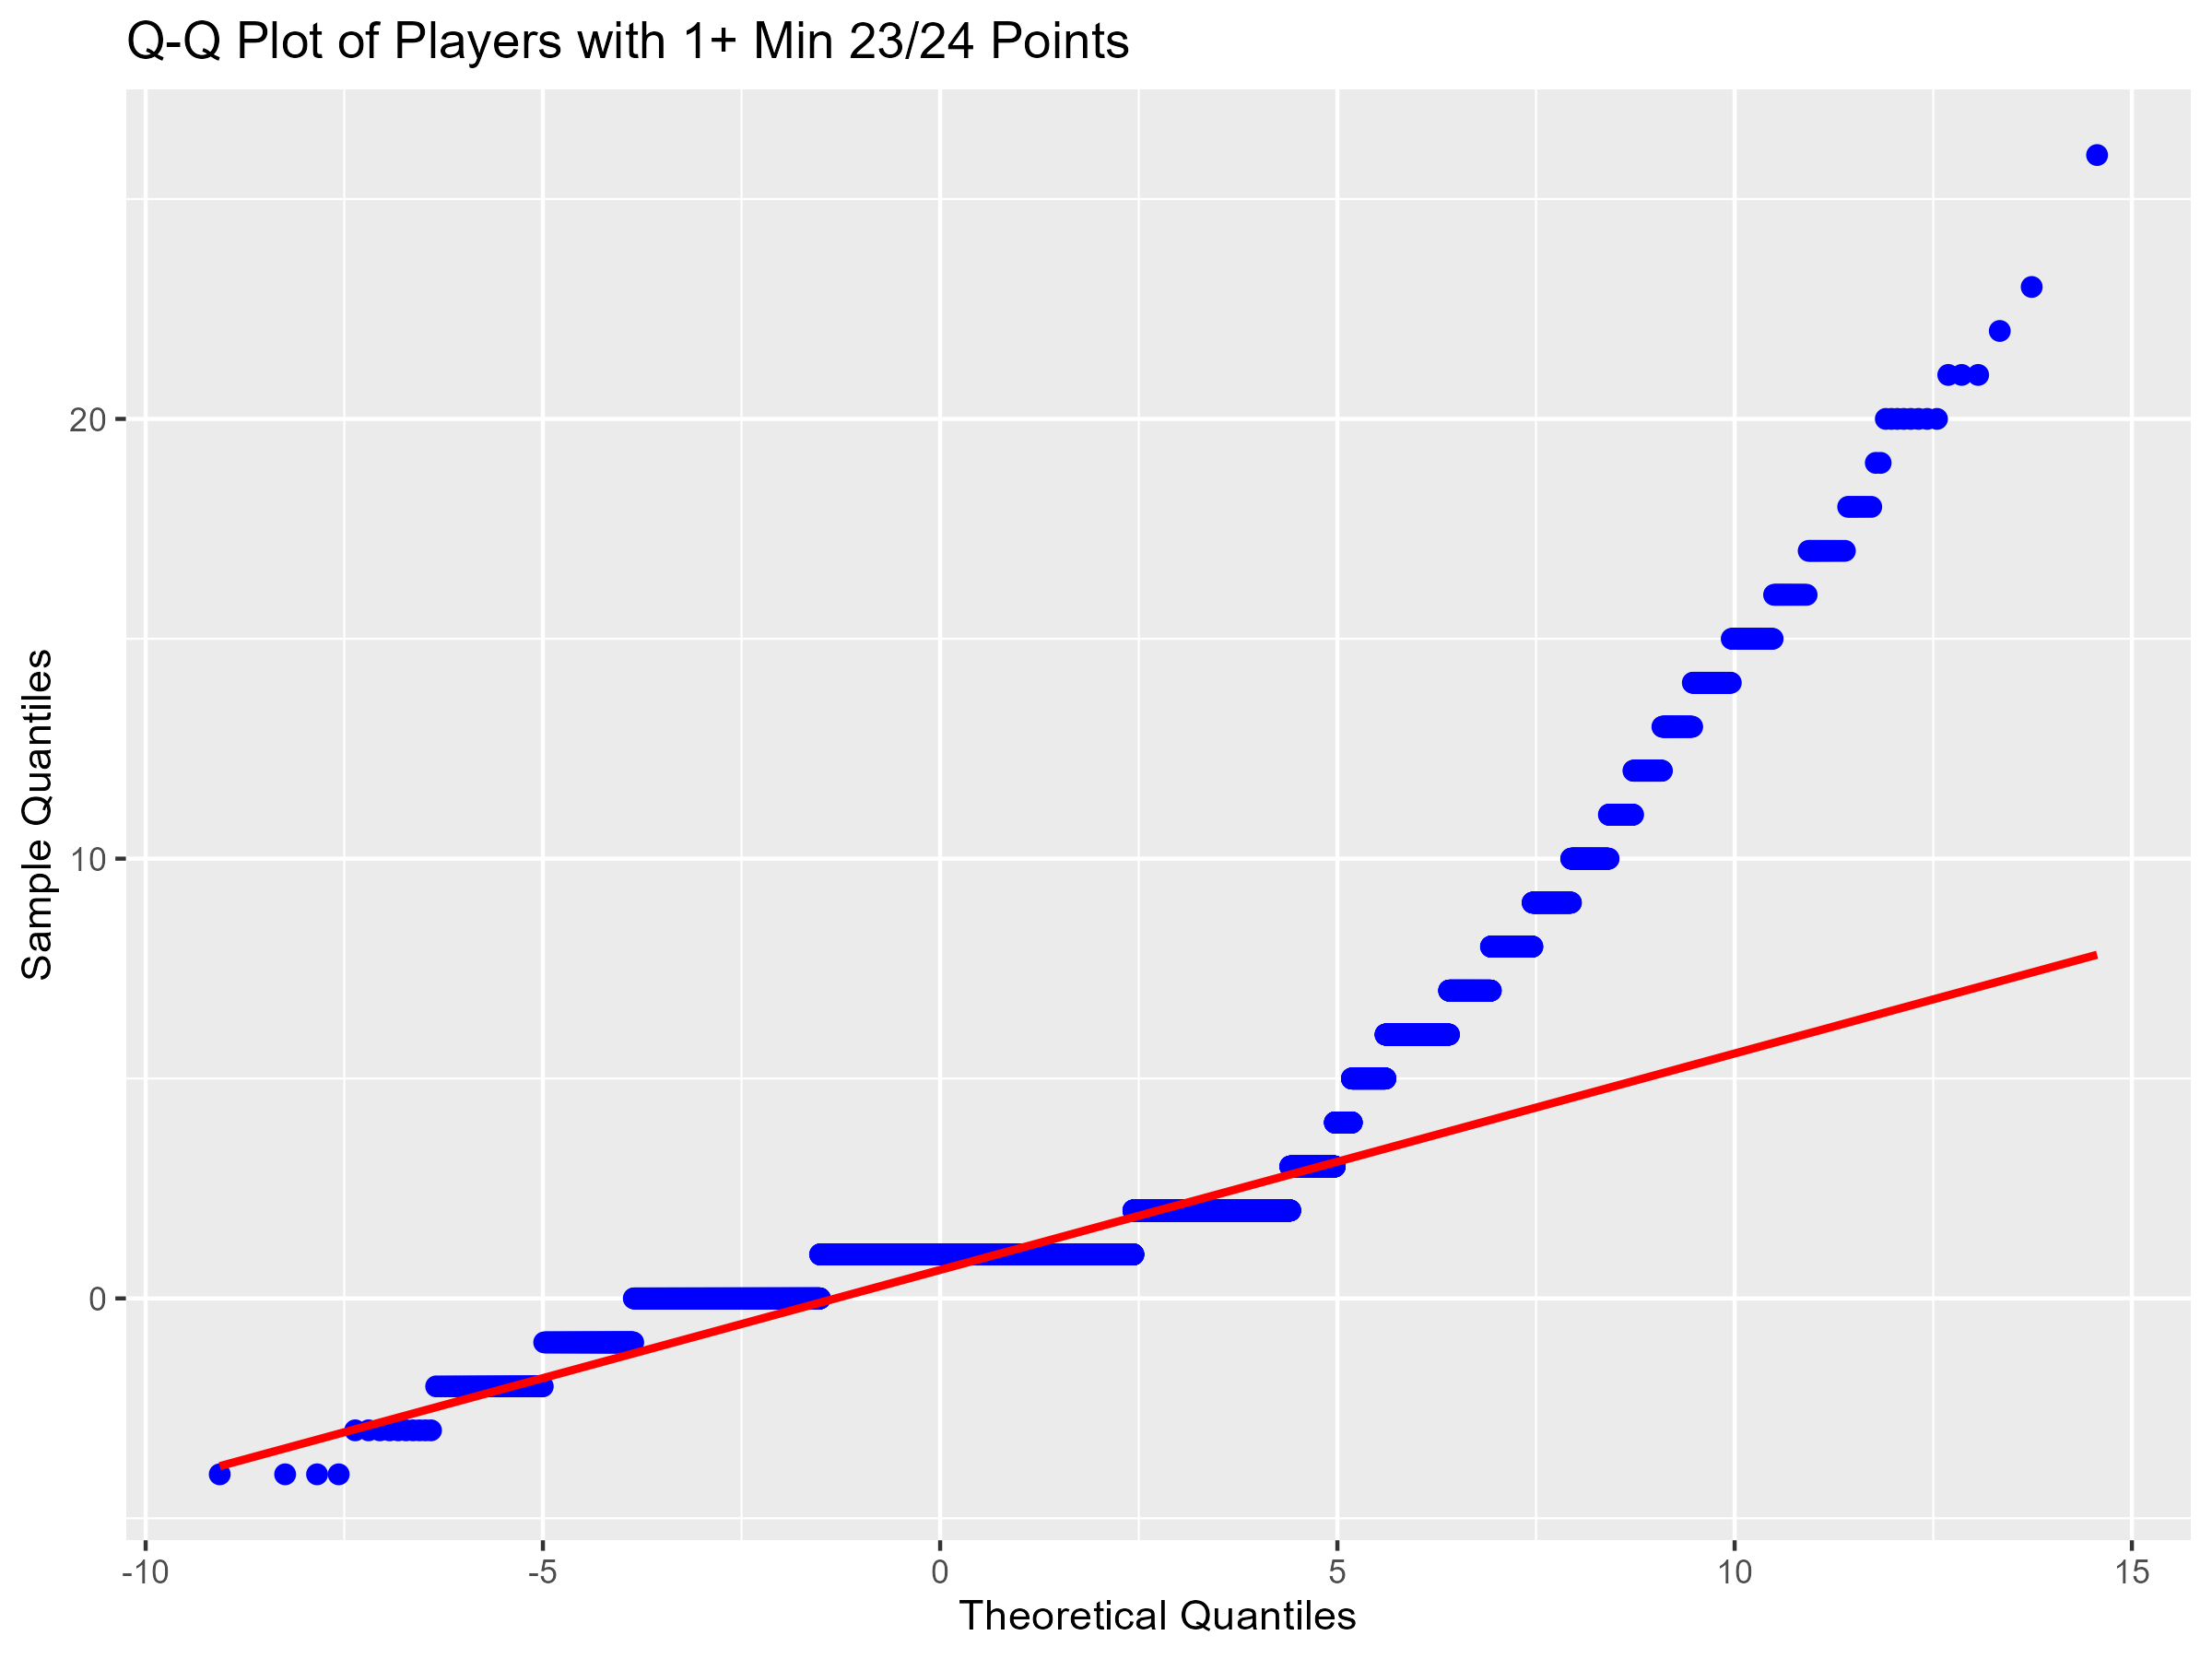 Q-Q Plot of Players with 1+ Min 23/24 Points
Sample Quantiles
20
10
0
-10 -5 0 5 10 15
Theoretical Quantiles